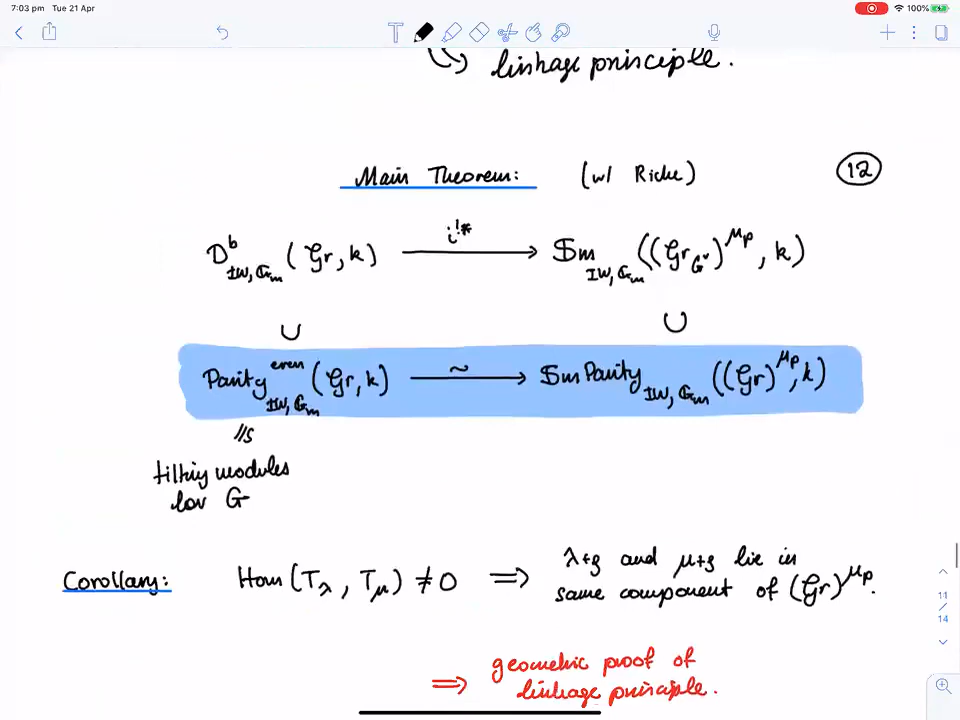 7:03 pm Tue 21 Apr
100%
linkage principle.
Main Theorem: (w/ Riche) 12
D^b_{IW,G_m}(Gr, k) \xrightarrow{i^{!*}} Sm_{IW,G_m}((Gr_{G^∨})^{μ_p}, k)
∪ ∪
Parity^{even}_{IW,G_m}(Gr, k) \xrightarrow{∼} SmParity_{IW,G_m}((Gr)^{μ_p}, k)
≅
tilting modules
for G
Corollary: Hom(T_λ, T_μ) ≠ 0 ⟹ λ+ς and μ+ς lie in
same component of (Gr)^{μ_p}.
⟹ geometric proof of
linkage principle.
11
/
14